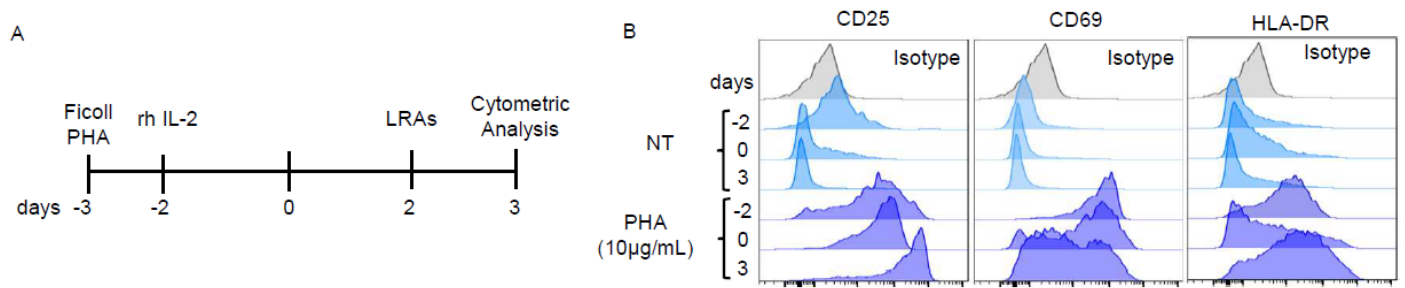 A
Ficoll
PHA
rh IL-2
LRAs
Cytometric
Analysis
days -3 -2 0 2 3
B
CD25 CD69 HLA-DR
Isotype Isotype Isotype
days
NT
-2
0
3
PHA
(10µg/mL)
-2
0
3